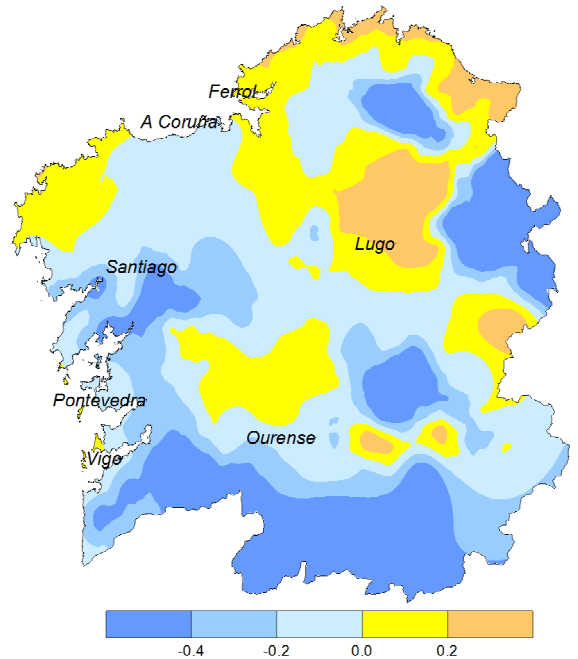 Ferrol
A Coruña
Lugo
Santiago
Pontevedra
Ourense
Vigo
-0.4 -0.2 0.0 0.2